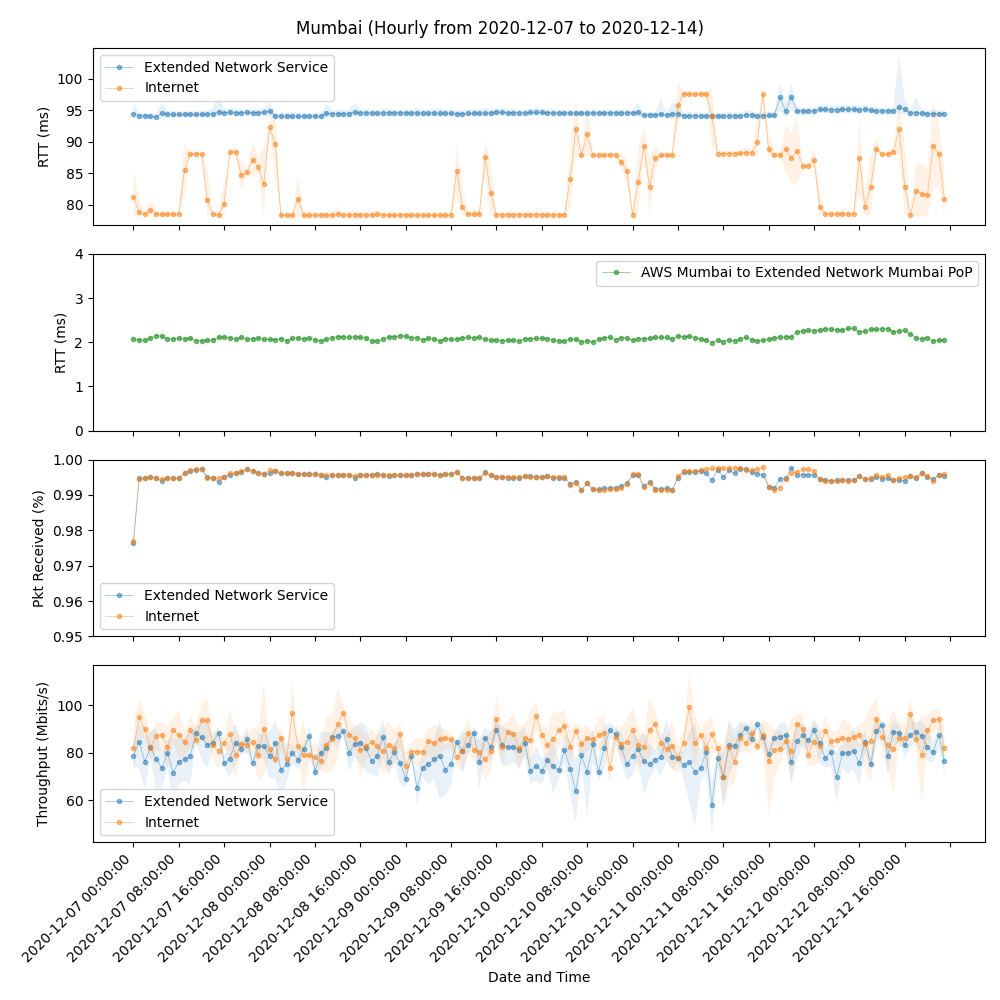 Mumbai (Hourly from 2020-12-07 to 2020-12-14)
RTT (ms)
100
95
90
85
80
Extended Network Service
Internet
RTT (ms)
4
3
2
1
0
AWS Mumbai to Extended Network Mumbai PoP
Pkt Received (%)
1.00
0.99
0.98
0.97
0.96
0.95
Extended Network Service
Internet
Throughput (Mbits/s)
100
80
60
Extended Network Service
Internet
2020-12-07 00:00:00
2020-12-07 08:00:00
2020-12-07 16:00:00
2020-12-08 00:00:00
2020-12-08 08:00:00
2020-12-08 16:00:00
2020-12-09 00:00:00
2020-12-09 08:00:00
2020-12-09 16:00:00
2020-12-10 00:00:00
2020-12-10 08:00:00
2020-12-10 16:00:00
2020-12-11 00:00:00
2020-12-11 08:00:00
2020-12-11 16:00:00
2020-12-12 00:00:00
2020-12-12 08:00:00
2020-12-12 16:00:00
Date and Time